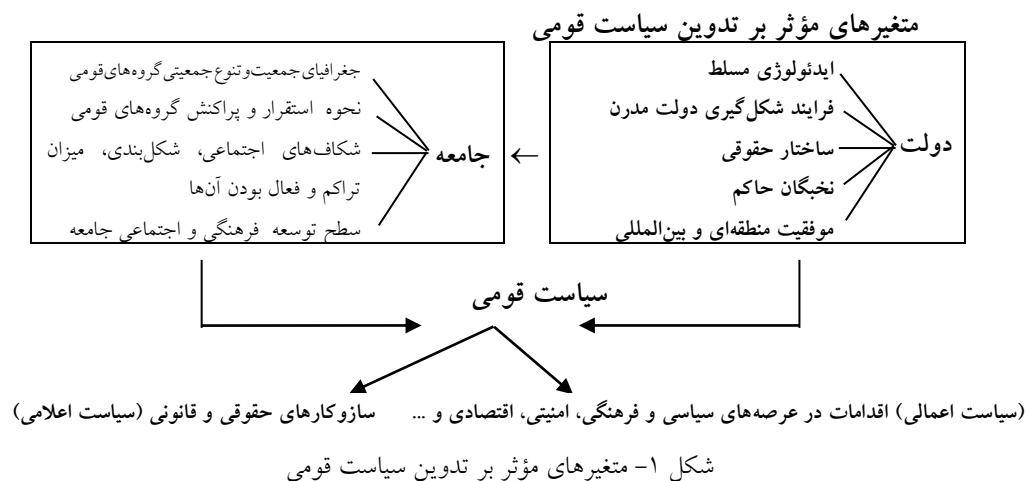 متغیرهای مؤثر بر تدوین سیاست قومی
دولت
ایدئولوژی مسلط
فرایند شکل‌گیری دولت مدرن
ساختار حقوقی
نخبگان حاکم
موفقیت منطقه‌ای و بین‌المللی
←
جامعه
جغرافیای جمعیت و تنوع جمعیتی گروه‌های قومی
نحوه استقرار و پراکنش گروه‌های قومی
شکاف‌های اجتماعی، شکل‌بندی، میزان
تراکم و فعال بودن آن‌ها
سطح توسعه فرهنگی و اجتماعی جامعه
سیاست قومی
(سیاست اعمالی) اقدامات در عرصه‌های سیاسی و فرهنگی، امنیتی، اقتصادی و ... سازوکارهای حقوقی و قانونی (سیاست اعلامی)
شکل ۱- متغیرهای مؤثر بر تدوین سیاست قومی